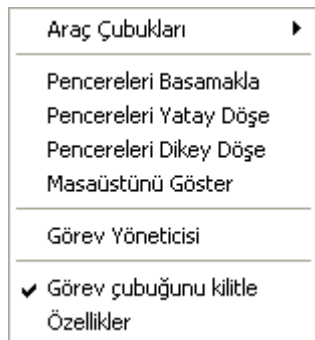 Araç Çubukları
Pencereleri Basamakla
Pencereleri Yatay Döşe
Pencereleri Dikey Döşe
Masaüstünü Göster
Görev Yöneticisi
Görev çubuğunu kilitle
Özellikler